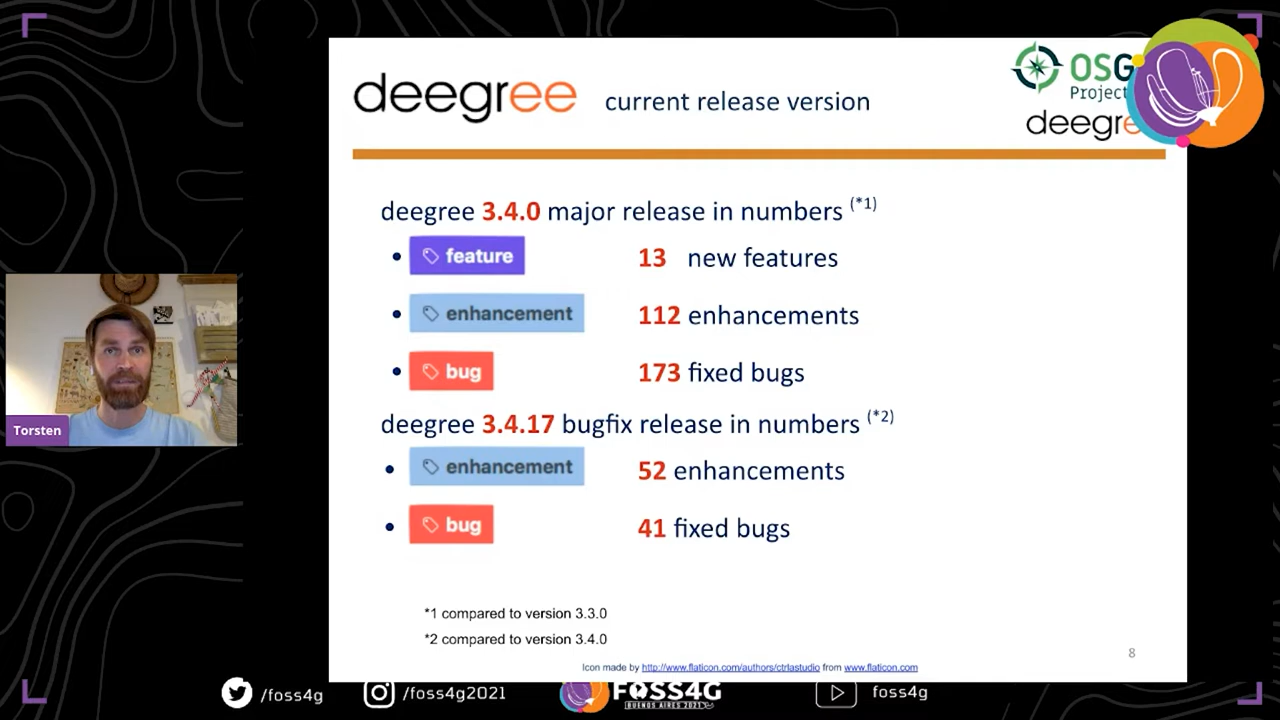 deegree current release version
OSG
Project
deegre
deegree 3.4.0 major release in numbers (*1)
• feature 13 new features
• enhancement 112 enhancements
• bug 173 fixed bugs
deegree 3.4.17 bugfix release in numbers (*2)
• enhancement 52 enhancements
• bug 41 fixed bugs
*1 compared to version 3.3.0
*2 compared to version 3.4.0
8
Icon made by http://www.flaticon.com/authors/ctrlastudio from www.flaticon.com
Torsten
/foss4g
/foss4g2021
FOSS4G
BUENOS AIRES 2021
foss4g